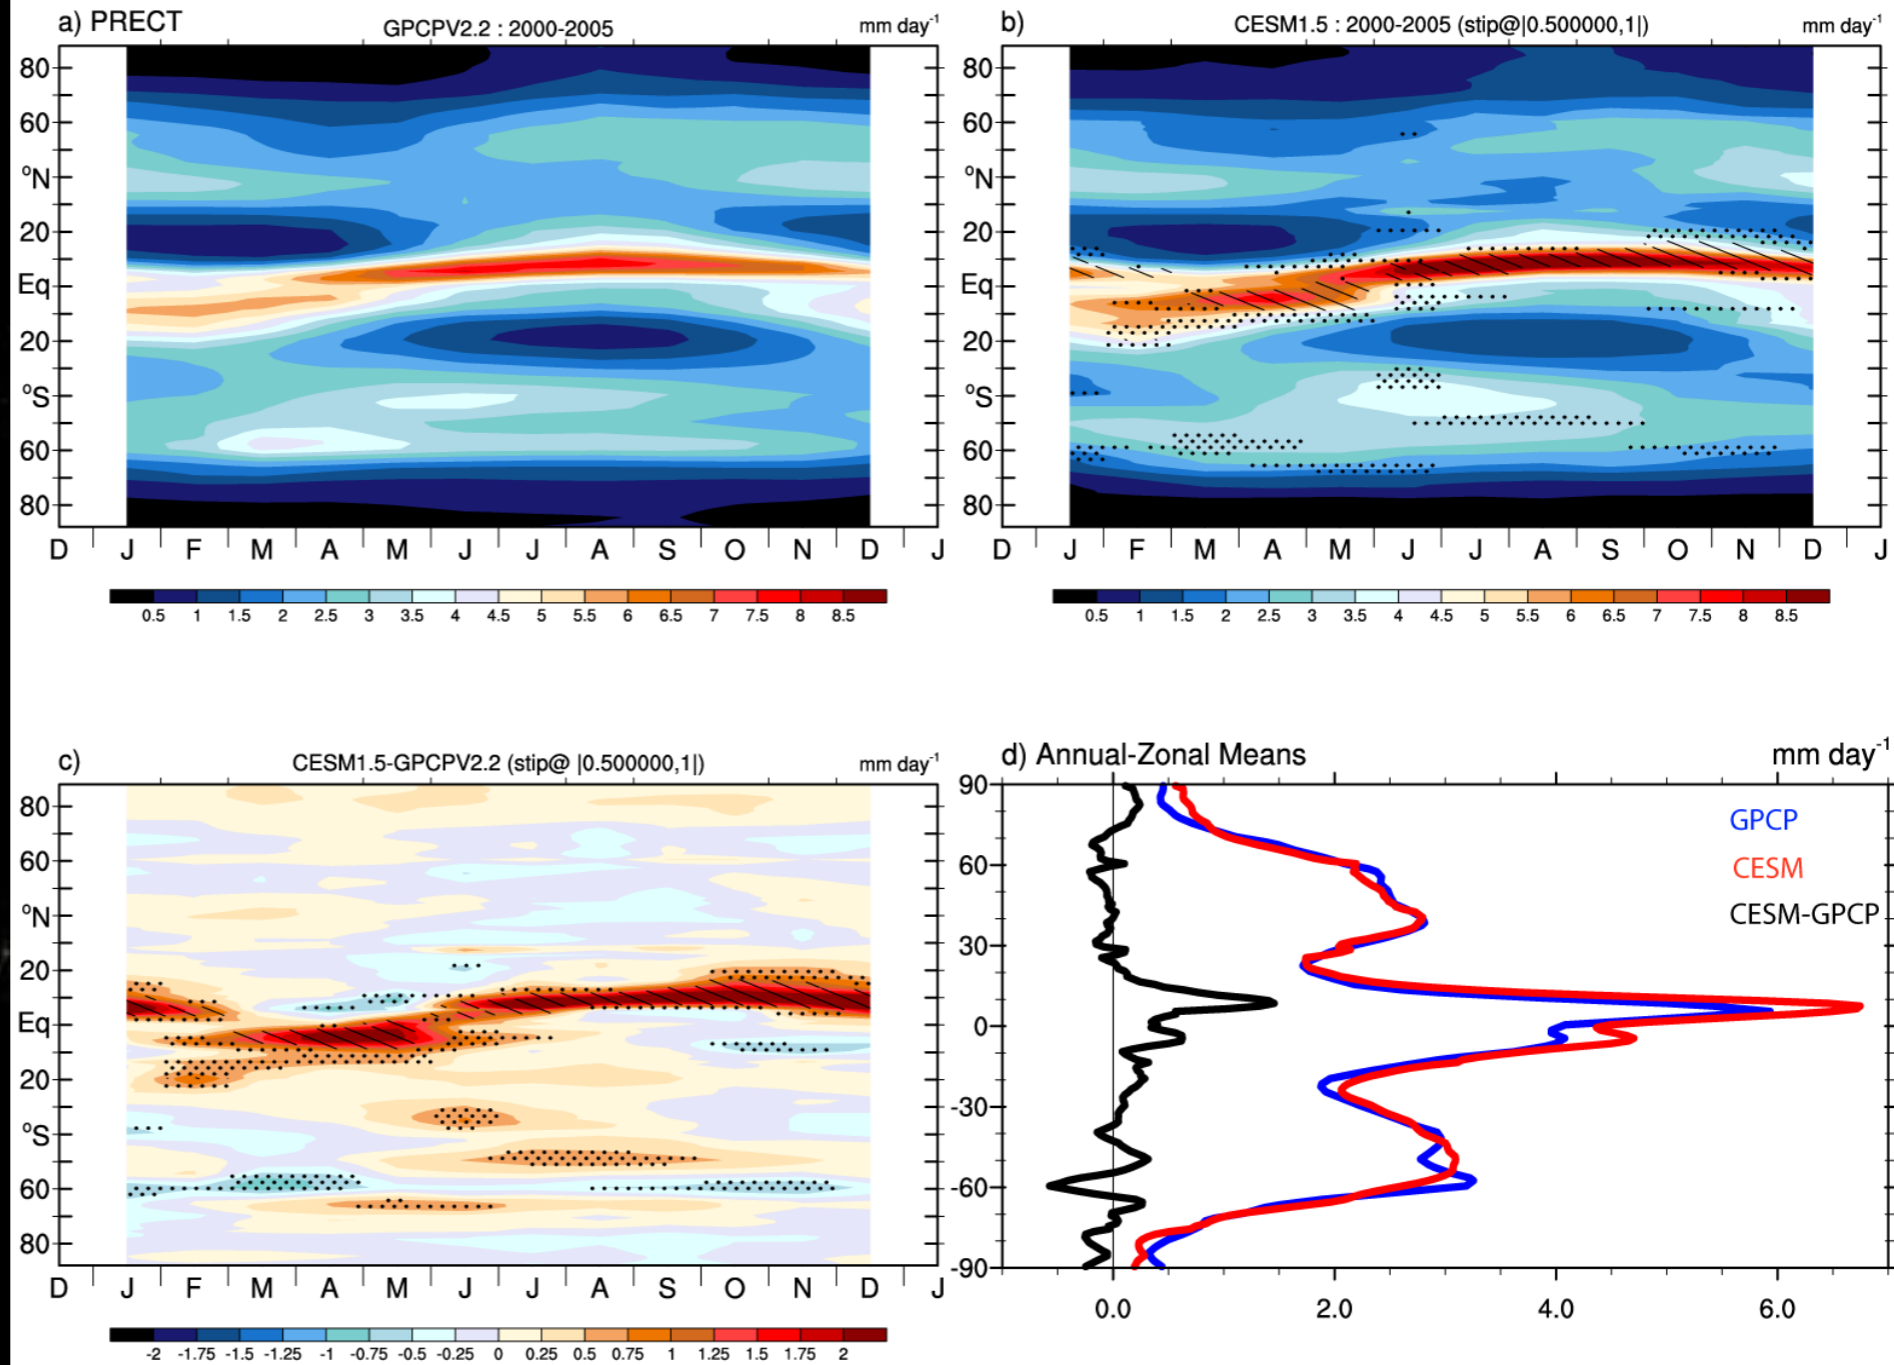 a) PRECT
GPCPV2.2 : 2000-2005
mm day⁻¹
80
60
ºN
20
Eq
20
ºS
60
80
D J F M A M J J A S O N D J
0.5 1 1.5 2 2.5 3 3.5 4 4.5 5 5.5 6 6.5 7 7.5 8 8.5
b)
CESM1.5 : 2000-2005 (stip@|0.500000,1|)
mm day⁻¹
80
60
ºN
20
Eq
20
ºS
60
80
D J F M A M J J A S O N D J
0.5 1 1.5 2 2.5 3 3.5 4 4.5 5 5.5 6 6.5 7 7.5 8 8.5
c)
CESM1.5-GPCPV2.2 (stip@ |0.500000,1|)
mm day⁻¹
80
60
ºN
20
Eq
20
ºS
60
80
D J F M A M J J A S O N D J
-2 -1.75 -1.5 -1.25 -1 -0.75 -0.5 -0.25 0 0.25 0.5 0.75 1 1.25 1.5 1.75 2
d) Annual-Zonal Means
mm day⁻¹
90
60
30
0
-30
-60
-90
GPCP
CESM
CESM-GPCP
0.0 2.0 4.0 6.0